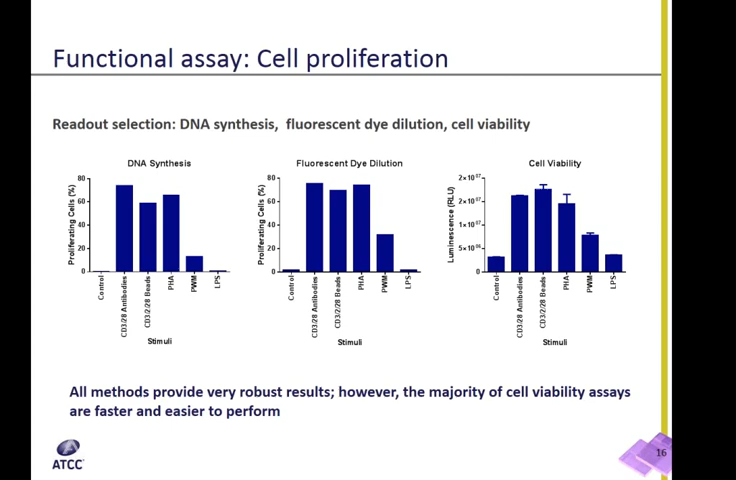 Functional assay: Cell proliferation
Readout selection: DNA synthesis, fluorescent dye dilution, cell viability
DNA Synthesis
Proliferating Cells (%)
80
60
40
20
0
Control
CD3/28 Antibodies
CD3/2/28 Beads
PHA
PWM
LPS
Stimuli
Fluorescent Dye Dilution
Proliferating Cells (%)
80
60
40
20
0
Control
CD3/28 Antibodies
CD3/2/28 Beads
PHA
PWM
LPS
Stimuli
Cell Viability
Luminescence (RLU)
2×10⁰⁷
2×10⁰⁷
1×10⁰⁷
5×10⁰⁶
0
Control
CD3/28 Antibodies
CD3/2/28 Beads
PHA
PWM
LPS
Stimuli
All methods provide very robust results; however, the majority of cell viability assays
are faster and easier to perform
ATCC
16